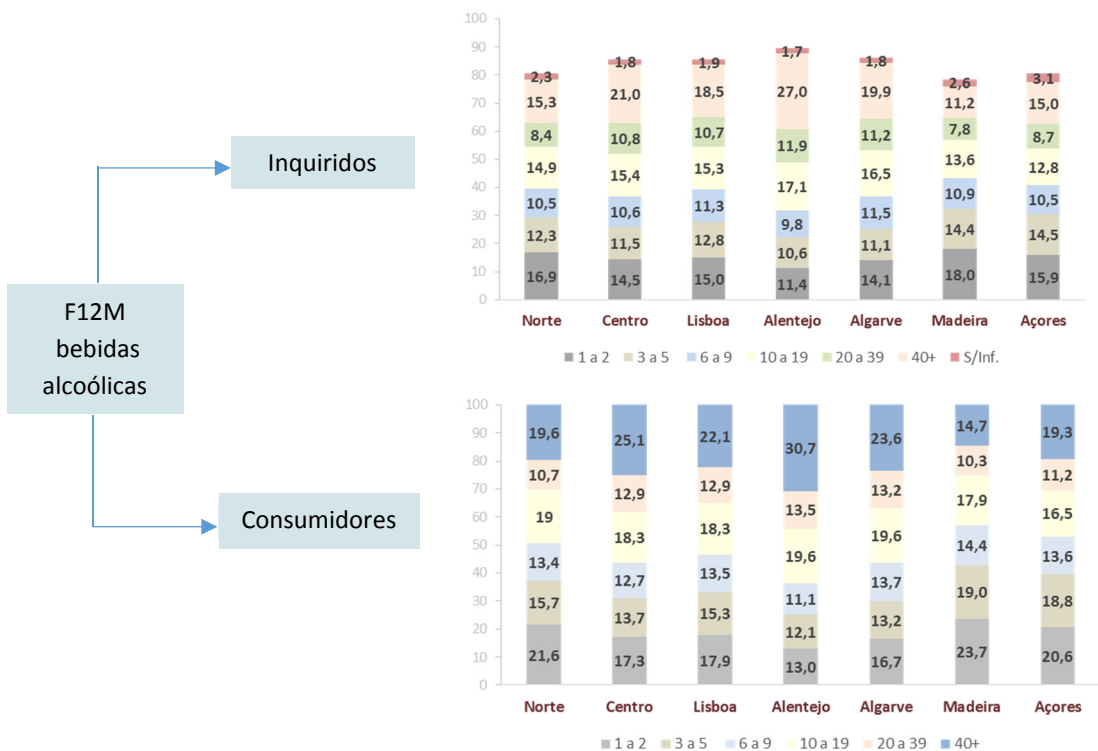 100
90
80
70
60
50
40
30
20
10
0
2,3 1,8 1,9 1,7 1,8 2,6 3,1
15,3 21,0 18,5 27,0 19,9 11,2 15,0
8,4 10,8 10,7 11,9 11,2 7,8 8,7
14,9 15,4 15,3 17,1 16,5 13,6 12,8
10,5 10,6 11,3 9,8 11,5 10,9 10,5
12,3 11,5 12,8 10,6 11,1 14,4 14,5
16,9 14,5 15,0 11,4 14,1 18,0 15,9
Norte Centro Lisboa Alentejo Algarve Madeira Açores
1 a 2 3 a 5 6 a 9 10 a 19 20 a 39 40+ S/Inf.
Inquiridos
F12M
bebidas
alcoólicas
Consumidores
100
90
80
70
60
50
40
30
20
10
0
19,6 25,1 22,1 30,7 23,6 14,7 19,3
10,7 12,9 12,9 13,5 13,2 10,3 11,2
19 18,3 18,3 19,6 19,6 17,9 16,5
13,4 12,7 13,5 11,1 13,7 14,4 13,6
15,7 13,7 15,3 12,1 13,2 19,0 18,8
21,6 17,3 17,9 13,0 16,7 23,7 20,6
Norte Centro Lisboa Alentejo Algarve Madeira Açores
1 a 2 3 a 5 6 a 9 10 a 19 20 a 39 40+